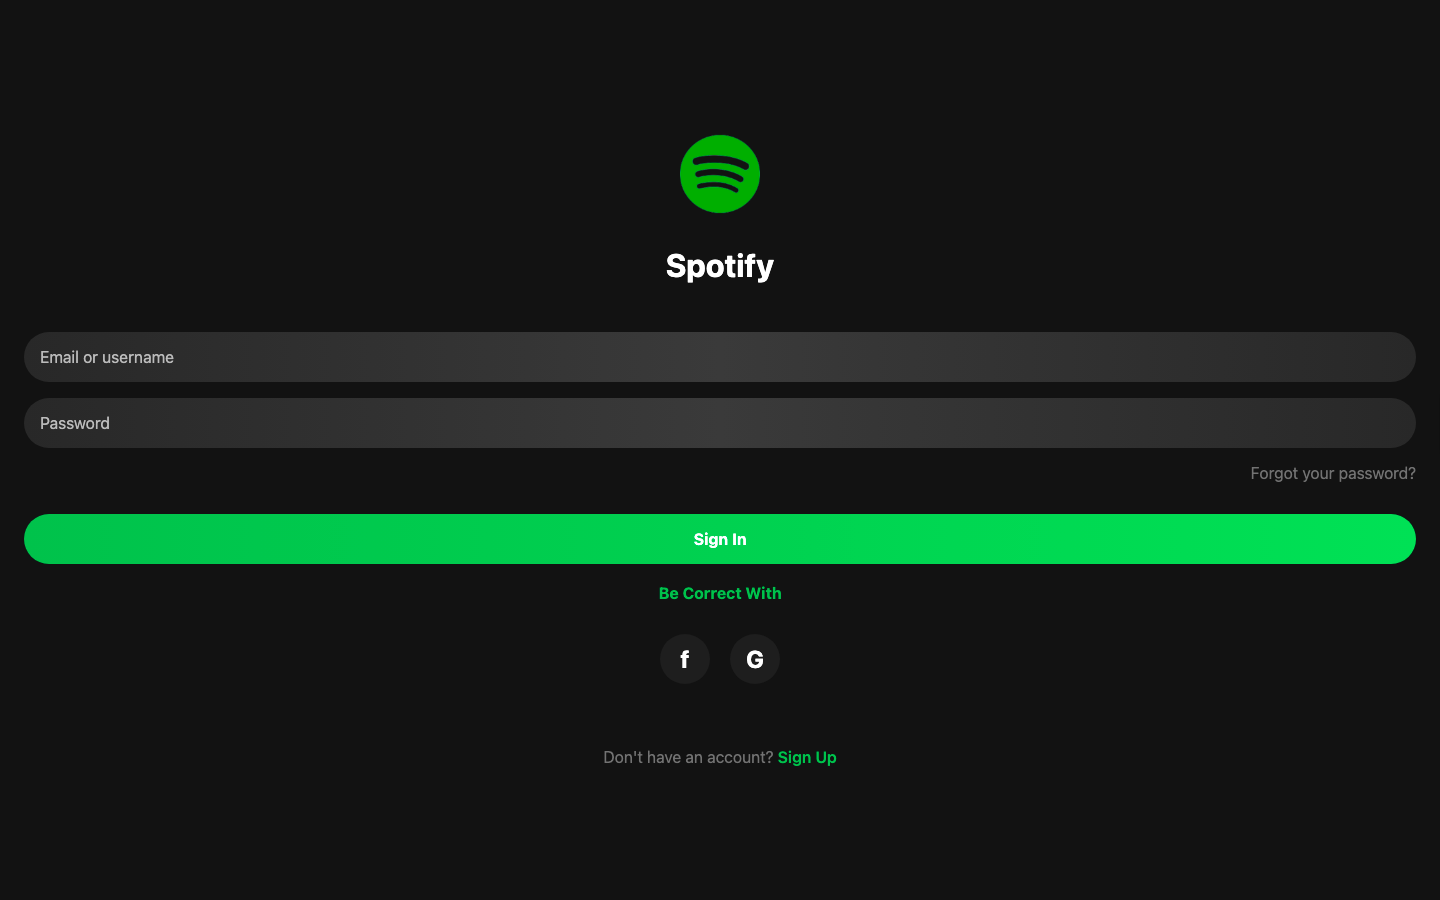 Spotify
Email or username
Password
Forgot your password?
Sign In
Be Correct With
f G
Don't have an account? Sign Up